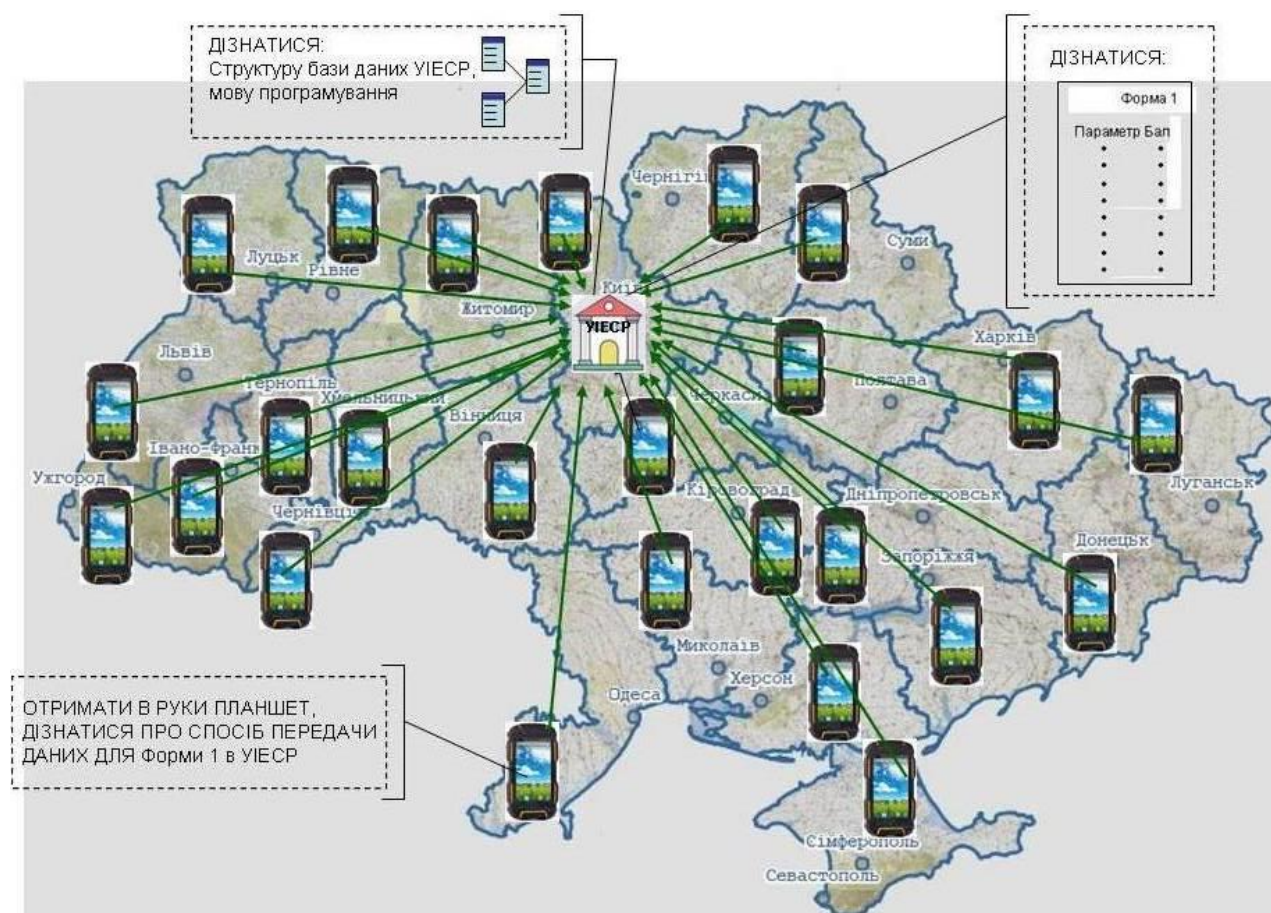 ДІЗНАТИСЯ:
Структуру бази даних УІЕСР,
мову програмування
ДІЗНАТИСЯ:
Форма 1
Параметр Бал
Чернігів
Суми
Луцьк
Рівне
Київ
Житомир
УІЕСР
Харків
Львів
Тернопіль
Хмельницький
Полтава
Вінниця
Черкаси
Івано-Франк
Ужгород
Кіровоград
Дніпропетровськ
Луганськ
Чернівці
Запоріжжя
Донецьк
Миколаїв
Херсон
Одеса
ОТРИМАТИ В РУКИ ПЛАНШЕТ,
ДІЗНАТИСЯ ПРО СПОСІБ ПЕРЕДАЧИ
ДАНИХ ДЛЯ Форми 1 в УІЕСР
Сімферополь
Севастополь